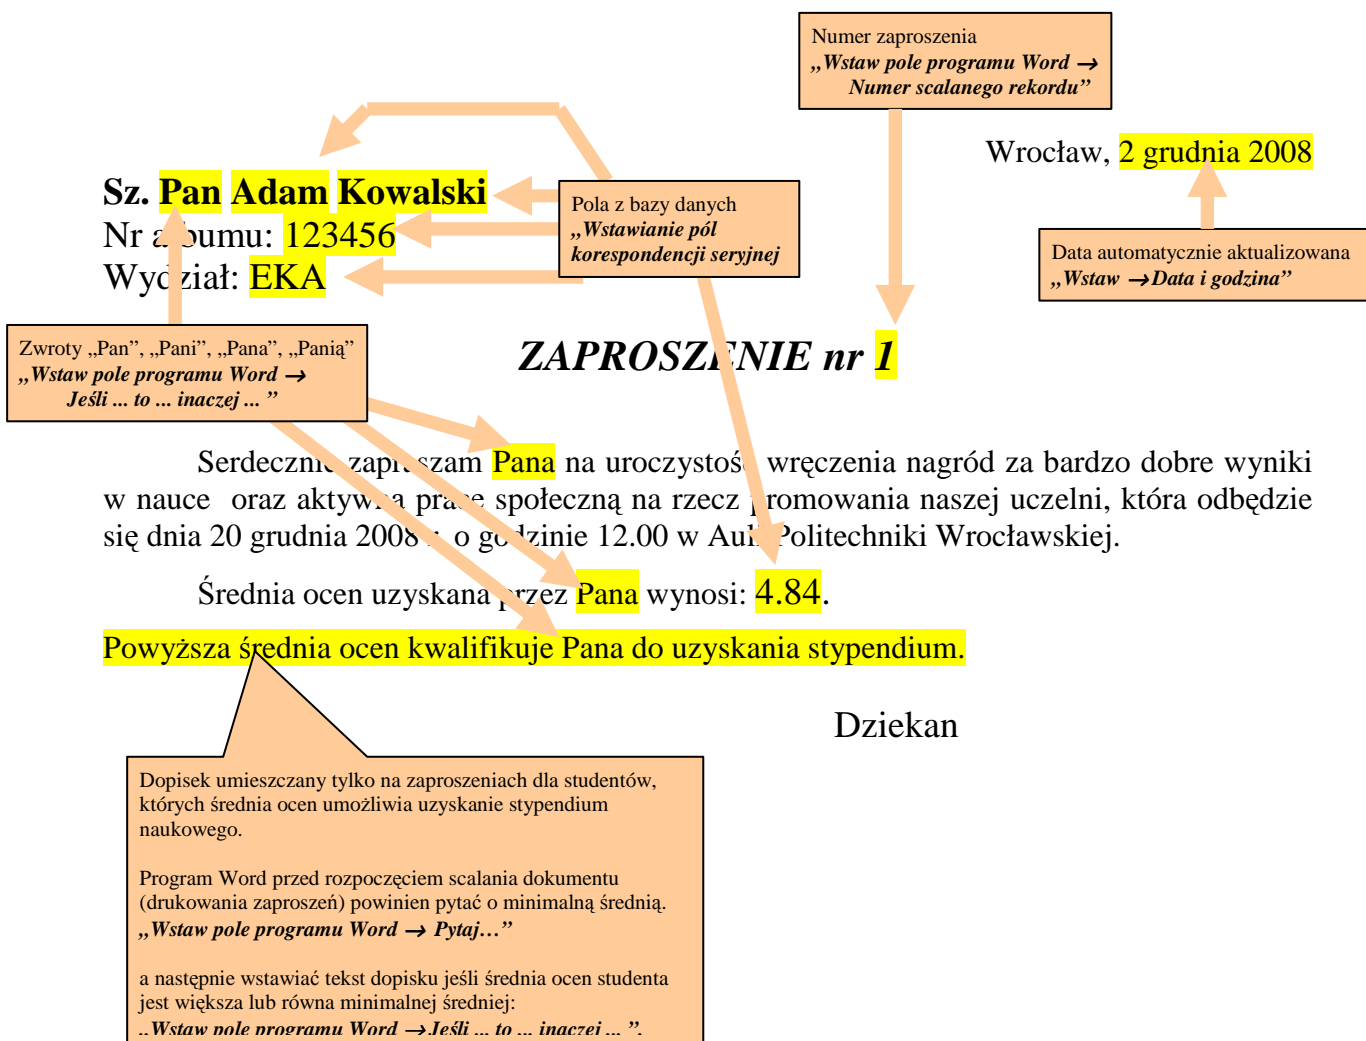 Numer zaproszenia
„Wstaw pole programu Word →
Numer scalanego rekordu”
Wrocław, 2 grudnia 2008
Sz. Pan Adam Kowalski
Nr albumu: 123456
Wydział: EKA
Pola z bazy danych
„Wstawianie pól
korespondencji seryjnej
Data automatycznie aktualizowana
„Wstaw →Data i godzina”
Zwroty „Pan”, „Pani”, „Pana”, „Panią”
„Wstaw pole programu Word →
Jeśli ... to ... inaczej ... ”
ZAPROSZENIE nr 1
Serdecznie zapraszam Pana na uroczystość wręczenia nagród za bardzo dobre wyniki
w nauce oraz aktywną pracę społeczną na rzecz promowania naszej uczelni, która odbędzie
się dnia 20 grudnia 2008 r. o godzinie 12.00 w Auli Politechniki Wrocławskiej.
Średnia ocen uzyskana przez Pana wynosi: 4.84.
Powyższa średnia ocen kwalifikuje Pana do uzyskania stypendium.
Dziekan
Dopisek umieszczany tylko na zaproszeniach dla studentów,
których średnia ocen umożliwia uzyskanie stypendium
naukowego.
Program Word przed rozpoczęciem scalania dokumentu
(drukowania zaproszeń) powinien pytać o minimalną średnią.
„Wstaw pole programu Word → Pytaj…”
a następnie wstawiać tekst dopisku jeśli średnia ocen studenta
jest większa lub równa minimalnej średniej:
„Wstaw pole programu Word →Jeśli ... to ... inaczej ... ”.